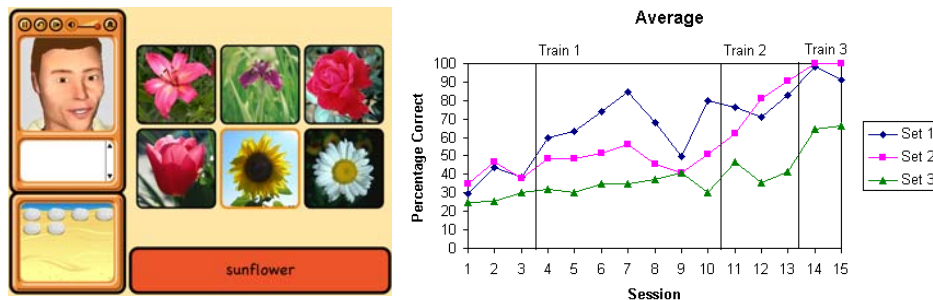 sunflower
Average
Train 1 Train 2 Train 3
Percentage Correct
100
90
80
70
60
50
40
30
20
10
0
1 2 3 4 5 6 7 8 9 10 11 12 13 14 15
Session
Set 1
Set 2
Set 3